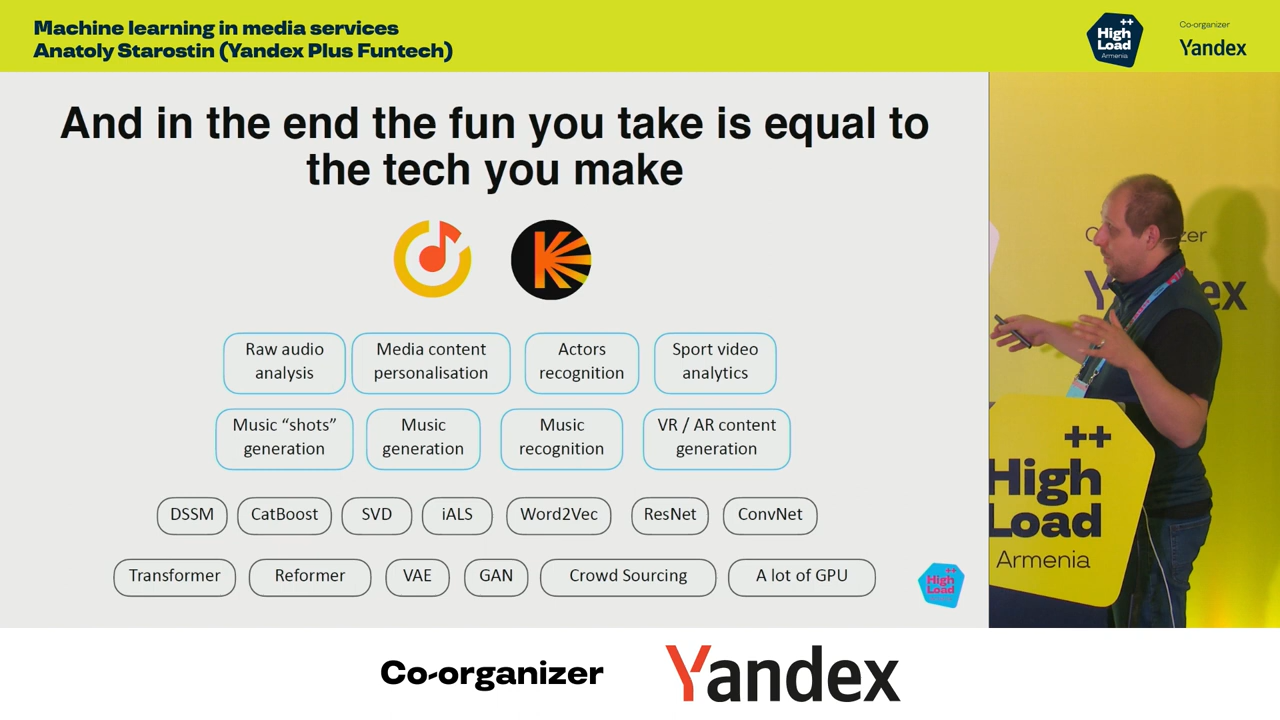 Machine learning in media services
Anatoly Starostin (Yandex Plus Funtech)
++
High
Load
Armenia
Co-organizer
Yandex
And in the end the fun you take is equal to
the tech you make
Raw audio
analysis
Media content
personalisation
Actors
recognition
Sport video
analytics
Music “shots”
generation
Music
generation
Music
recognition
VR / AR content
generation
DSSM
CatBoost
SVD
iALS
Word2Vec
ResNet
ConvNet
Transformer
Reformer
VAE
GAN
Crowd Sourcing
A lot of GPU
++
High
Load
zer
Y
ex
++
High
Load
Armenia
Co-organizer
Yandex